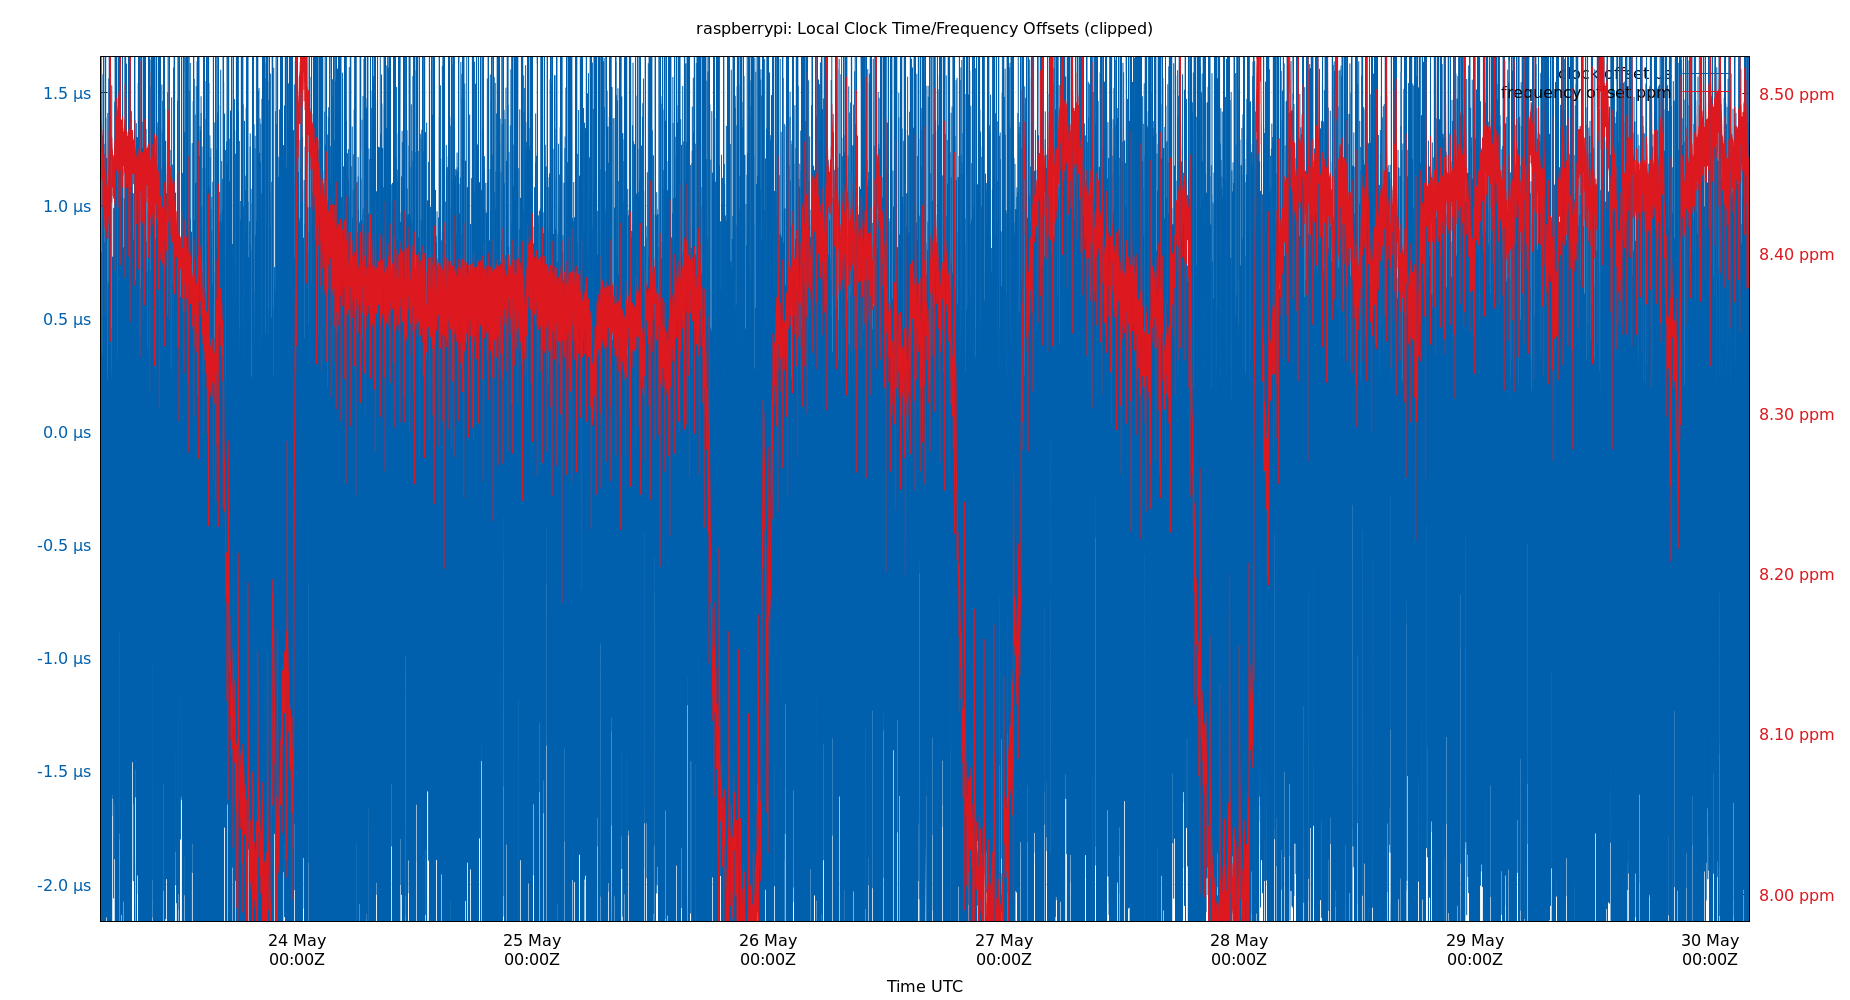 raspberrypi: Local Clock Time/Frequency Offsets (clipped)
clock offset µs
frequency offset ppm
1.5 µs
1.0 µs
0.5 µs
0.0 µs
-0.5 µs
-1.0 µs
-1.5 µs
-2.0 µs
8.50 ppm
8.40 ppm
8.30 ppm
8.20 ppm
8.10 ppm
8.00 ppm
24 May
00:00Z
25 May
00:00Z
26 May
00:00Z
27 May
00:00Z
28 May
00:00Z
29 May
00:00Z
30 May
00:00Z
Time UTC